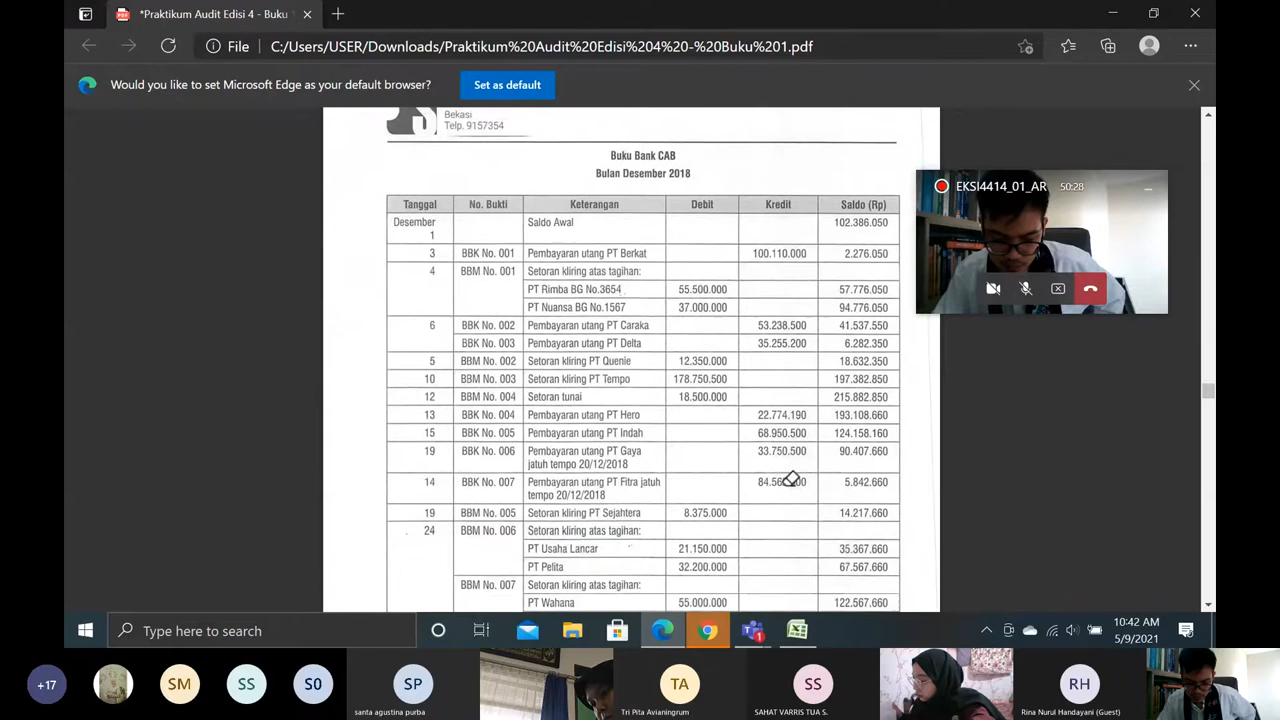 *Praktikum Audit Edisi 4 - Buku
File C:/Users/USER/Downloads/Praktikum%20Audit%20Edisi%204%20-%20Buku%201.pdf
Would you like to set Microsoft Edge as your default browser? Set as default
Bekasi
Telp. 9157354
Buku Bank CAB
Bulan Desember 2018
Tanggal No. Bukti Keterangan Debit Kredit Saldo (Rp)
Desember 1 Saldo Awal 102.386.050
3 BBK No. 001 Pembayaran utang PT Berkat 100.110.000 2.276.050
4 BBM No. 001 Setoran kliring atas tagihan:
PT Rimba BG No.3654 55.500.000 57.776.050
PT Nuansa BG No.1567 37.000.000 94.776.050
6 BBK No. 002 Pembayaran utang PT Caraka 53.238.500 41.537.550
BBK No. 003 Pembayaran utang PT Delta 35.255.200 6.282.350
5 BBM No. 002 Setoran kliring PT Quenie 12.350.000 18.632.350
10 BBM No. 003 Setoran kliring PT Tempo 178.750.500 197.382.850
12 BBM No. 004 Setoran tunai 18.500.000 215.882.850
13 BBK No. 004 Pembayaran utang PT Hero 22.774.190 193.108.660
15 BBK No. 005 Pembayaran utang PT Indah 68.950.500 124.158.160
19 BBK No. 006 Pembayaran utang PT Gaya 33.750.500 90.407.660
jatuh tempo 20/12/2018
14 BBK No. 007 Pembayaran utang PT Fitra jatuh 5.842.660
tempo 20/12/2018
19 BBM No. 005 Setoran kliring PT Sejahtera 8.375.000 14.217.660
24 BBM No. 006 Setoran kliring atas tagihan:
PT Usaha Lancar 21.150.000 35.367.660
PT Pelita 32.200.000 67.567.660
BBM No. 007 Setoran kliring atas tagihan:
PT Wahana 55.000.000 122.567.660
EKSI4414_01_AR 50:28
Type here to search
1
10:42 AM
5/9/2021
+17 SM SS S0 SP TA SS RH
santa agustina purba Tri Pita Avianingrum SAHAT VARRIS TUA S. Rina Nurul Handayani (Guest)